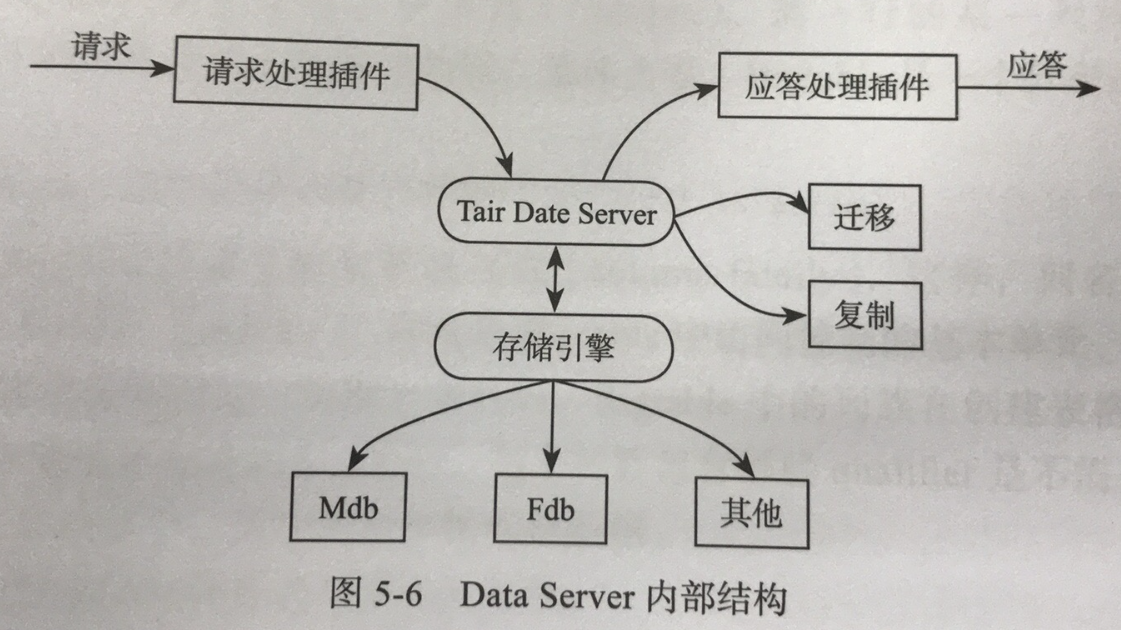 请求
请求处理插件
应答处理插件
应答
Tair Date Server
迁移
复制
存储引擎
Mdb
Fdb
其他
图 5-6 Data Server 内部结构